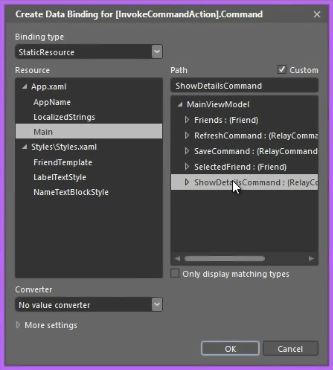 Create Data Binding for [InvokeCommandAction].Command
Binding type
StaticResource
Resource
Path
Custom
ShowDetailsCommand
App.xaml
AppName
LocalizedStrings
Main
Styles\Styles.xaml
FriendTemplate
LabelTextStyle
NameTextBlockStyle
MainViewModel
Friends : (Friend)
RefreshCommand : (RelayComman
SaveCommand : (RelayCommand
SelectedFriend : (Friend)
ShowDetailsCommand : (RelayCo
Only display matching types
Converter
No value converter
More settings
OK
Cancel